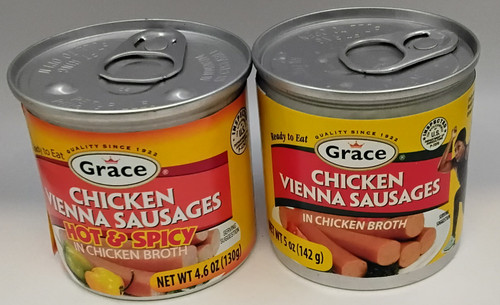 Ready to Eat
QUALITY SINCE 1922
Grace
CHICKEN
VIENNA SAUSAGES
HOT & SPICY
IN CHICKEN BROTH
SERVING
SUGGESTION
NET WT 4.6 OZ (130g)
Ready to Eat
QUALITY SINCE 1922
Grace
CHICKEN
VIENNA SAUSAGES
IN CHICKEN BROTH
NET WT 5 OZ (142 g)